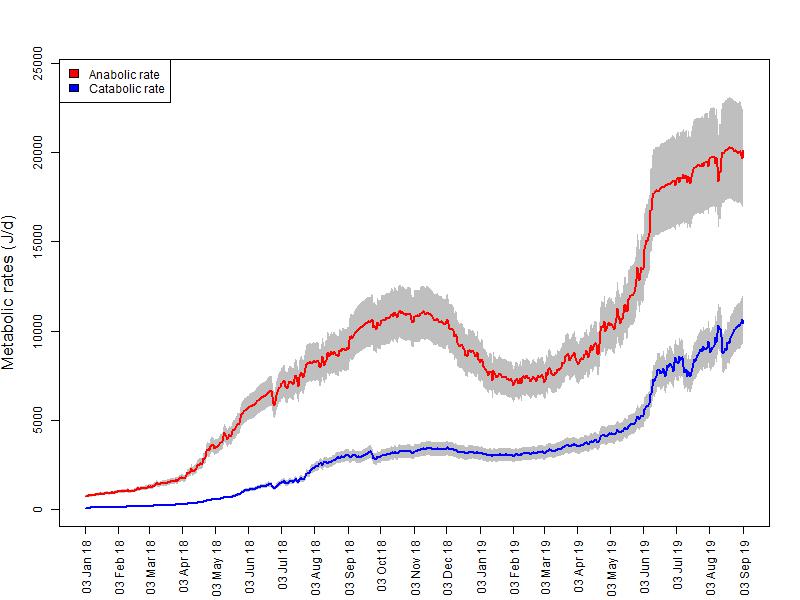 Anabolic rate
Catabolic rate
Metabolic rates (J/d)
25000
20000
15000
10000
5000
0
03 Jan 18
03 Feb 18
03 Mar 18
03 Apr 18
03 May 18
03 Jun 18
03 Jul 18
03 Aug 18
03 Sep 18
03 Oct 18
03 Nov 18
03 Dec 18
03 Jan 19
03 Feb 19
03 Mar 19
03 Apr 19
03 May 19
03 Jun 19
03 Jul 19
03 Aug 19
03 Sep 19